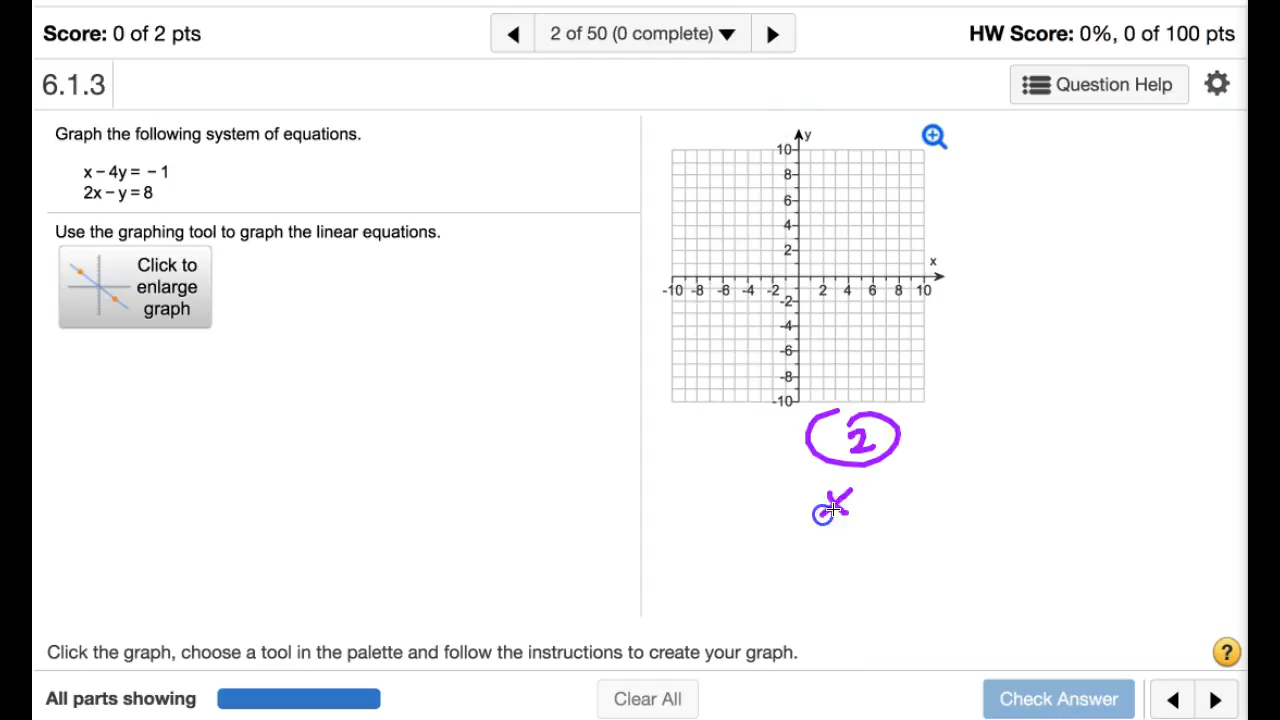 Score: 0 of 2 pts
2 of 50 (0 complete)
HW Score: 0%, 0 of 100 pts
6.1.3
Question Help
Graph the following system of equations.
x − 4y = − 1
2x − y = 8
Use the graphing tool to graph the linear equations.
Click to
enlarge
graph
y
10
8
6
4
2
x
-10 -8 -6 -4 -2 2 4 6 8 10
-2
-4
-6
-8
-10
2
x
Click the graph, choose a tool in the palette and follow the instructions to create your graph.
?
All parts showing
Clear All
Check Answer